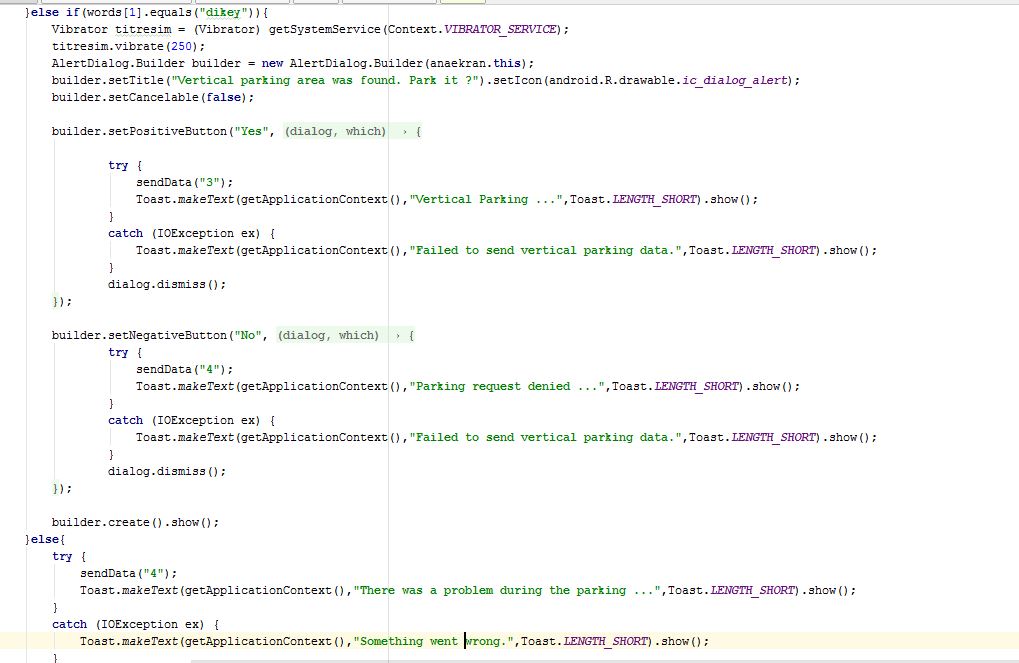 }else if(words[1].equals("dikey")){
Vibrator titresim = (Vibrator) getSystemService(Context.VIBRATOR_SERVICE);
titresim.vibrate(250);
AlertDialog.Builder builder = new AlertDialog.Builder(anaekran.this);
builder.setTitle("Vertical parking area was found. Park it ?").setIcon(android.R.drawable.ic_dialog_alert);
builder.setCancelable(false);
builder.setPositiveButton("Yes", (dialog, which) → {
try {
sendData("3");
Toast.makeText(getApplicationContext(),"Vertical Parking ...",Toast.LENGTH_SHORT).show();
}
catch (IOException ex) {
Toast.makeText(getApplicationContext(),"Failed to send vertical parking data.",Toast.LENGTH_SHORT).show();
}
dialog.dismiss();
});
builder.setNegativeButton("No", (dialog, which) → {
try {
sendData("4");
Toast.makeText(getApplicationContext(),"Parking request denied ...",Toast.LENGTH_SHORT).show();
}
catch (IOException ex) {
Toast.makeText(getApplicationContext(),"Failed to send vertical parking data.",Toast.LENGTH_SHORT).show();
}
dialog.dismiss();
});
builder.create().show();
}else{
try {
sendData("4");
Toast.makeText(getApplicationContext(),"There was a problem during the parking ...",Toast.LENGTH_SHORT).show();
}
catch (IOException ex) {
Toast.makeText(getApplicationContext(),"Something went wrong.",Toast.LENGTH_SHORT).show();
}